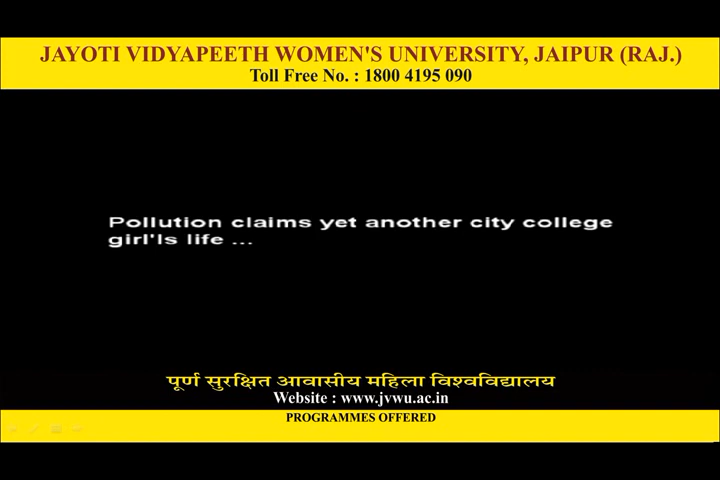 JAYOTI VIDYAPEETH WOMEN'S UNIVERSITY, JAIPUR (RAJ.)
Toll Free No. : 1800 4195 090
Pollution claims yet another city college
girl'ls life ...
पूर्ण सुरक्षित आवासीय महिला विश्वविद्यालय
Website : www.jvwu.ac.in
PROGRAMMES OFFERED